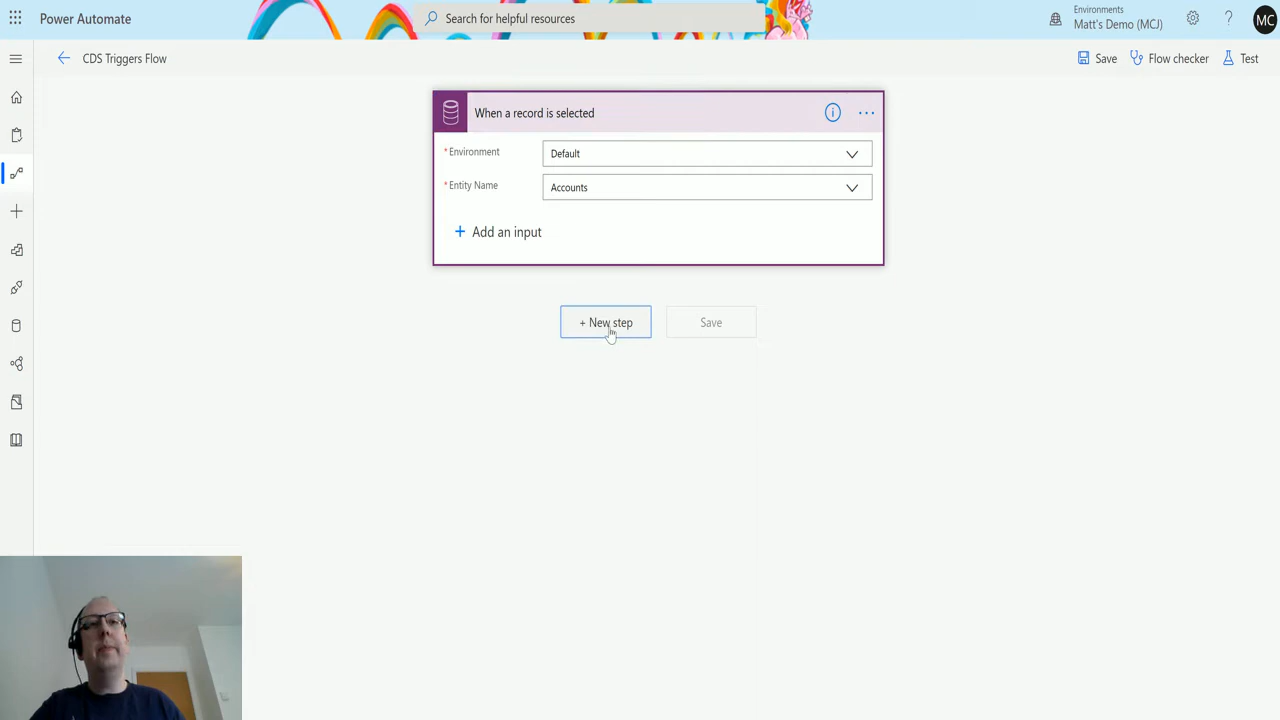 Power Automate
Search for helpful resources
Environments
Matt's Demo (MCJ)
?
MC
CDS Triggers Flow
Save
Flow checker
Test
When a record is selected
* Environment
Default
* Entity Name
Accounts
+ Add an input
+ New step
Save